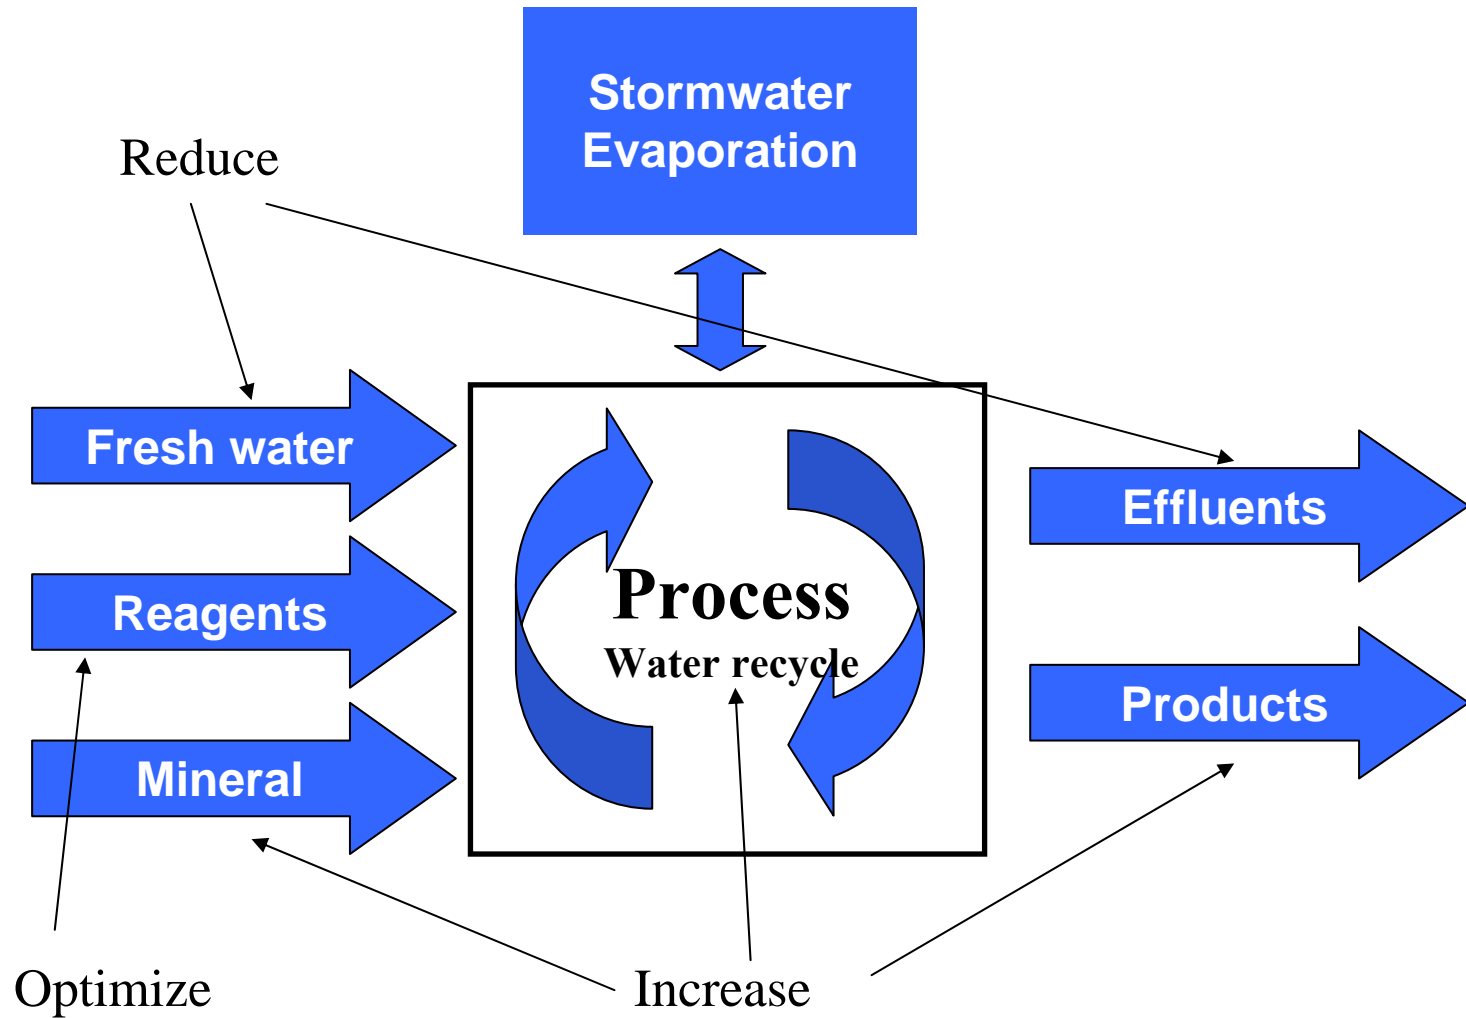 Stormwater
Evaporation
Reduce
Fresh water
Effluents
Process
Reagents
Water recycle
Products
Mineral
Optimize
Increase